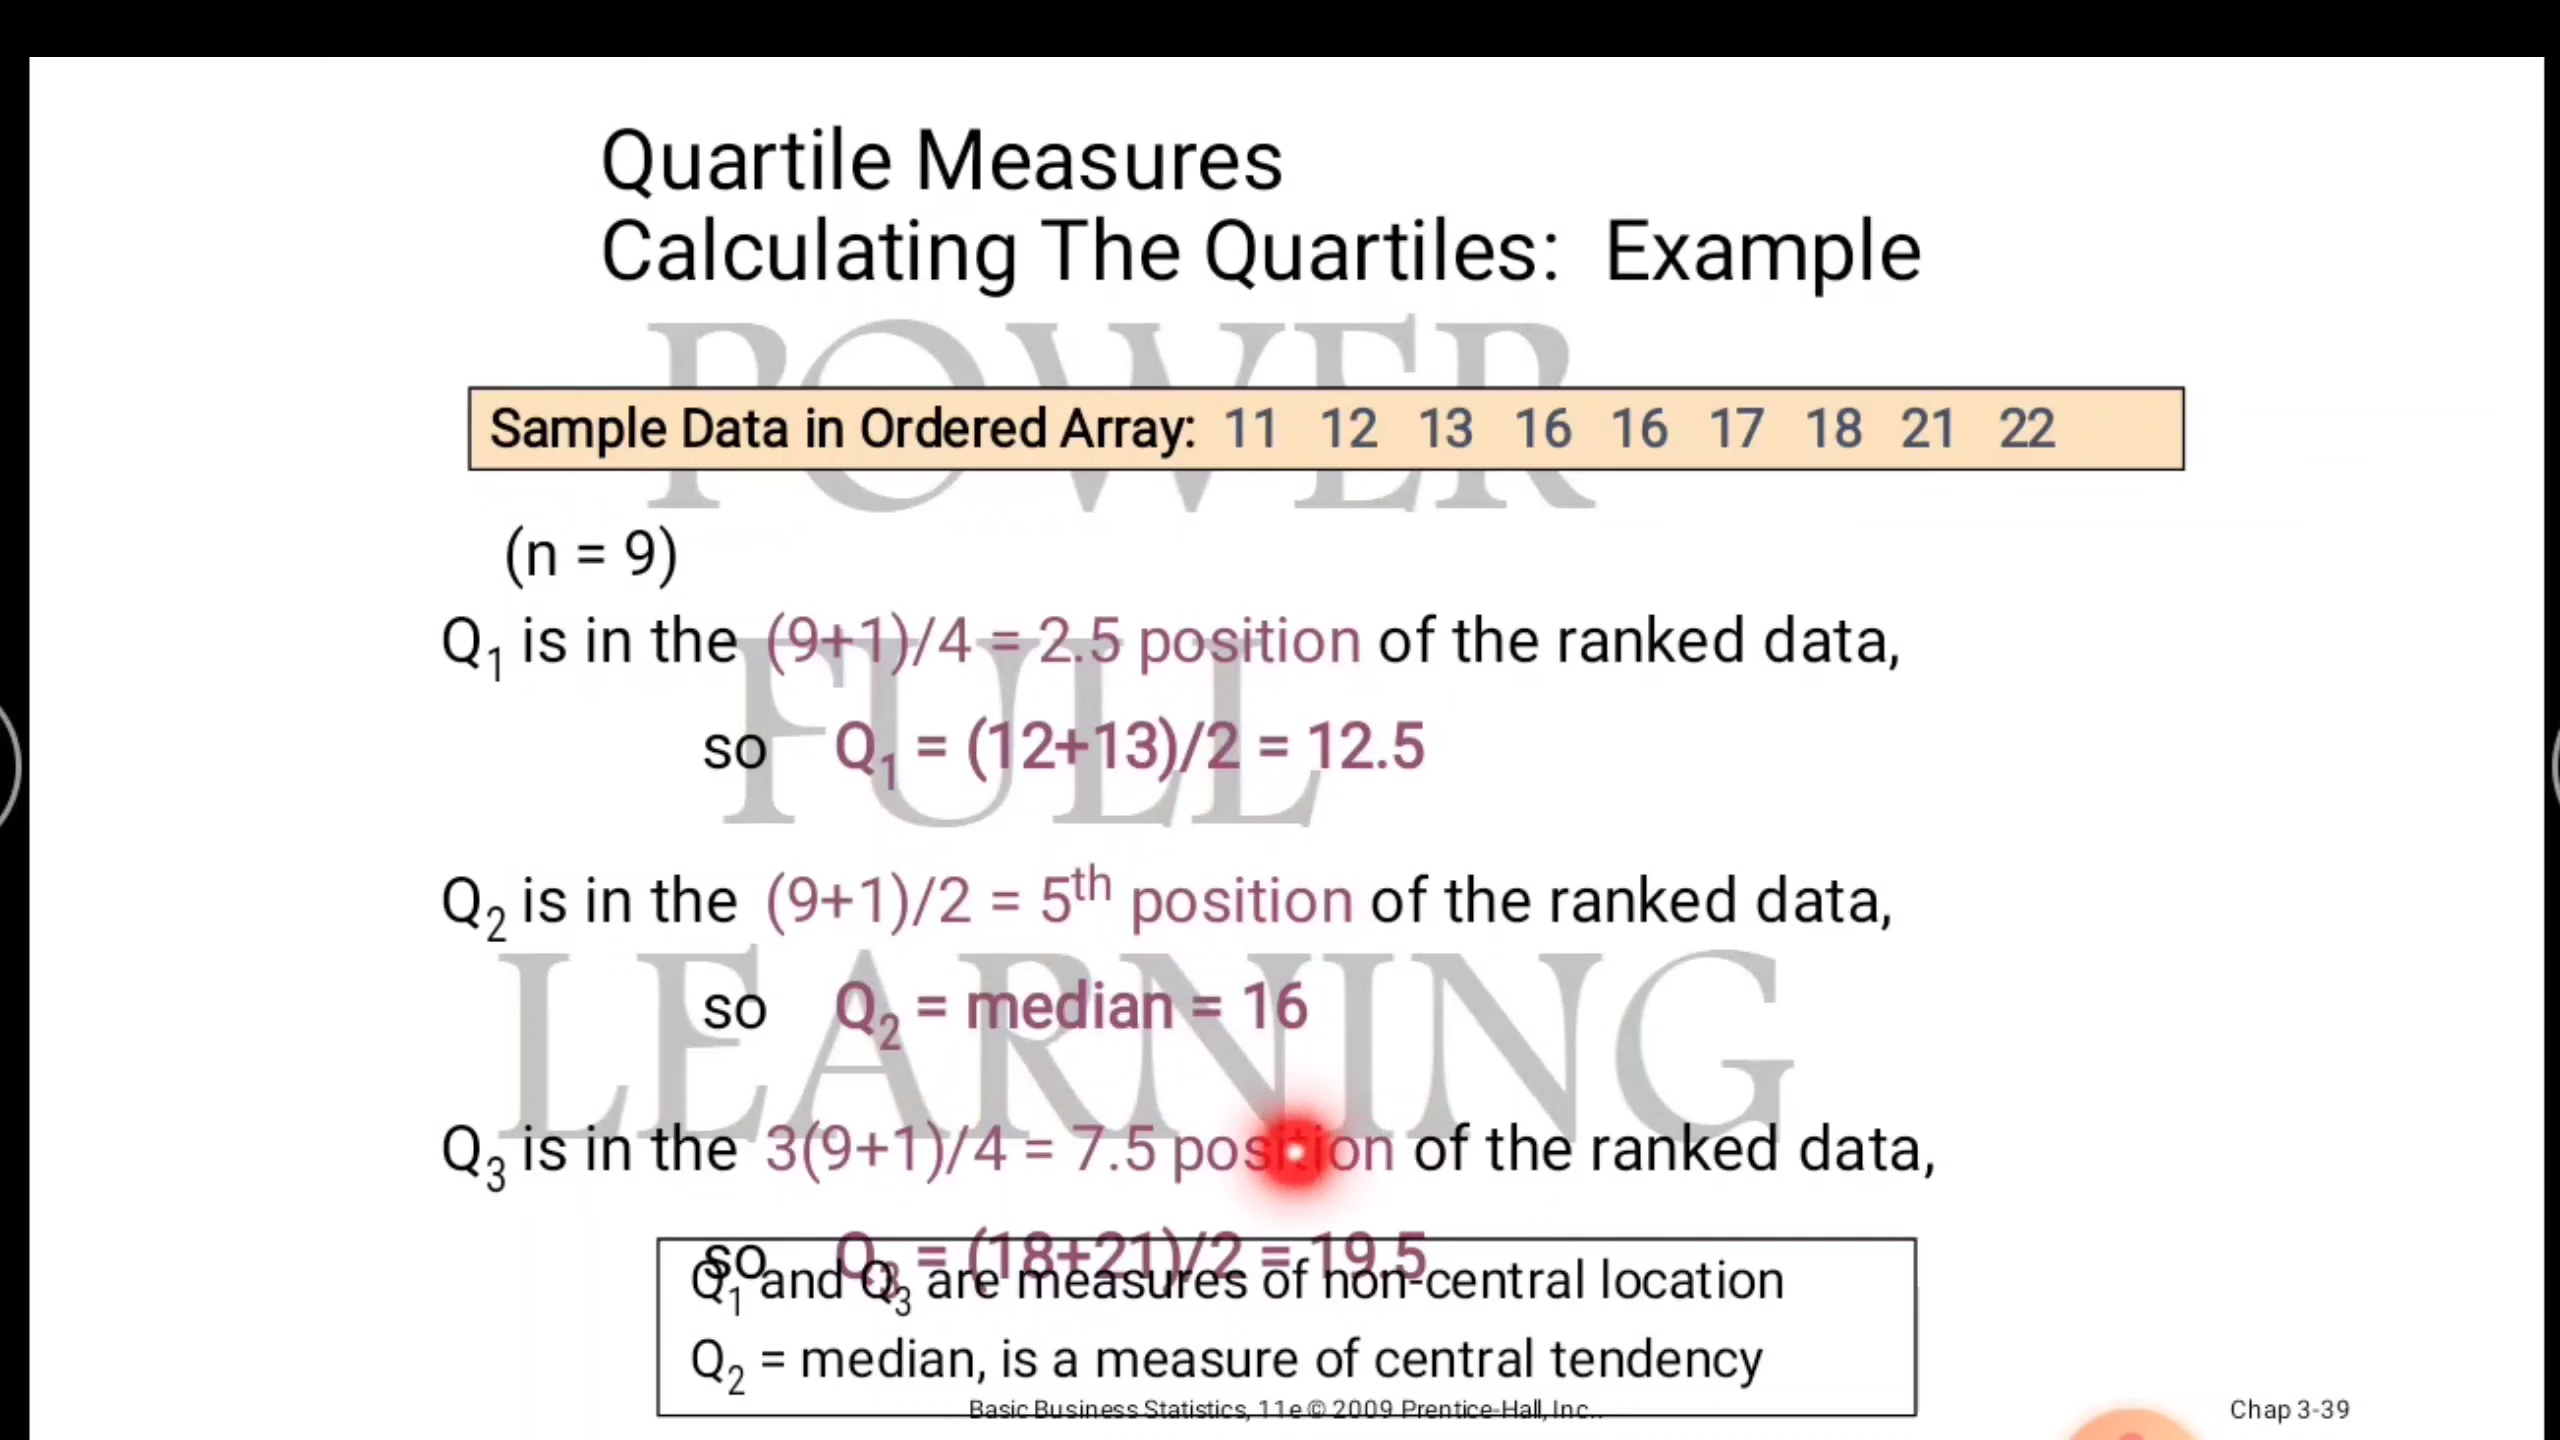 Quartile Measures
Calculating The Quartiles: Example
POWER
Sample Data in Ordered Array: 11 12 13 16 16 17 18 21 22
(n = 9)
Q1 is in the (9+1)/4 = 2.5 position of the ranked data,
FULL
so Q1 = (12+13)/2 = 12.5
Q2 is in the (9+1)/2 = 5th position of the ranked data,
LEARNING
so Q2 = median = 16
Q3 is in the 3(9+1)/4 = 7.5 position of the ranked data,
so Q3 = (18+21)/2 = 19.5
Q1 and Q3 are measures of non-central location
Q2 = median, is a measure of central tendency
Basic Business Statistics, 11e © 2009 Prentice-Hall, Inc..
Chap 3-39